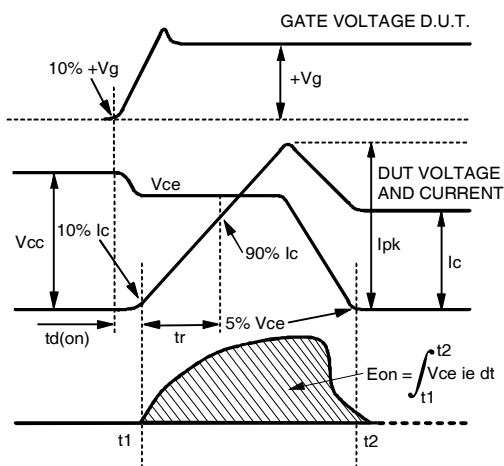 GATE VOLTAGE D.U.T.
10% +Vg
+Vg
Vce
DUT VOLTAGE
AND CURRENT
Vcc
10% Ic
90% Ic
Ipk
Ic
td(on)
tr
5% Vce
Eon = ∫ Vce ie dt
t2
t1
t1
t2